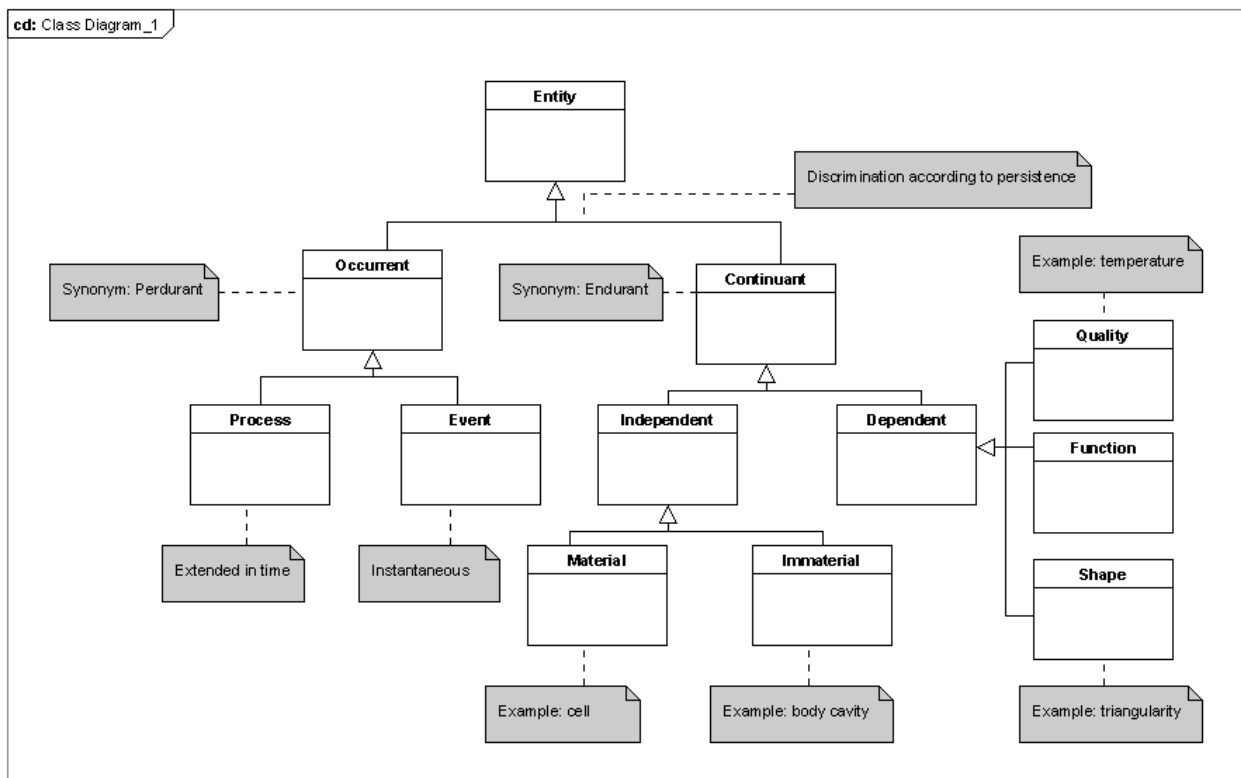 cd: Class Diagram_1
Entity
Discrimination according to persistence
Occurrent
Synonym: Perdurant
Synonym: Endurant
Continuant
Example: temperature
Quality
Process
Event
Independent
Dependent
Function
Extended in time
Instantaneous
Material
Immaterial
Shape
Example: cell
Example: body cavity
Example: triangularity